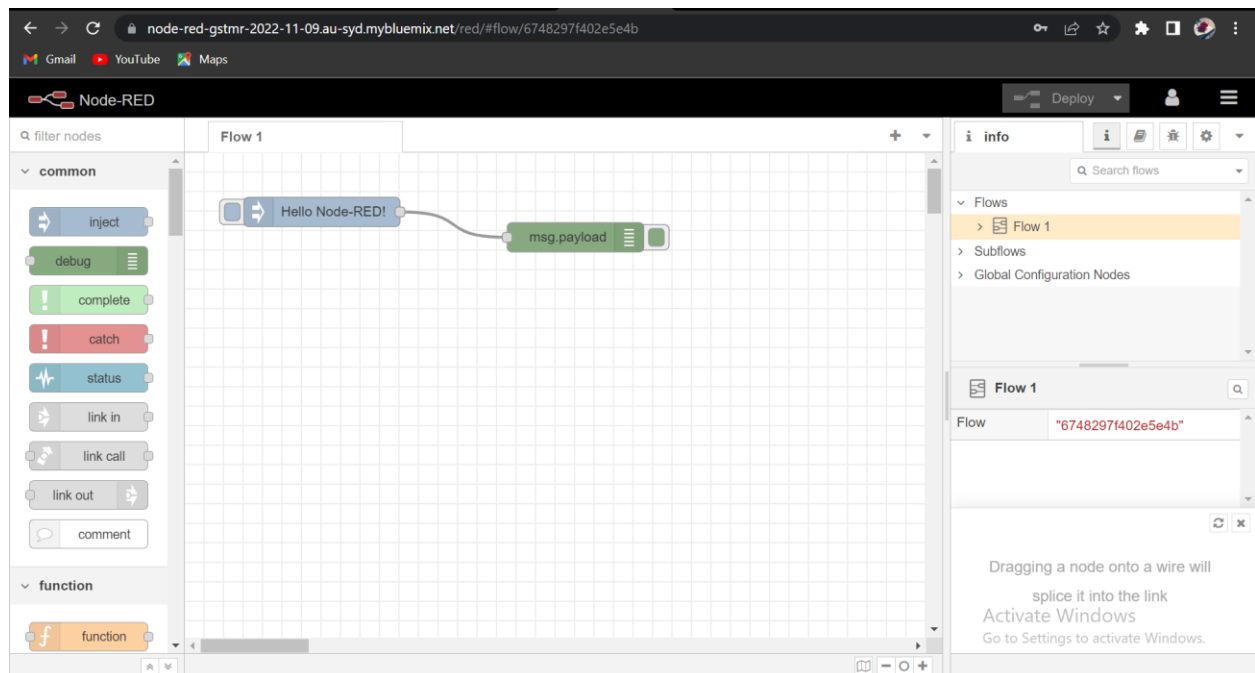 node-red-gstmr-2022-11-09.au-syd.mybluemix.net/red/#flow/6748297f402e5e4b
Gmail YouTube Maps
Node-RED Deploy
filter nodes
Flow 1
i info
common
Search flows
Flows
Flow 1
Subflows
Global Configuration Nodes
inject
debug
complete
catch
status
link in
link call
link out
comment
function
function
Hello Node-RED!
msg.payload
Flow 1
Flow "6748297f402e5e4b"
Dragging a node onto a wire will
splice it into the link
Activate Windows
Go to Settings to activate Windows.